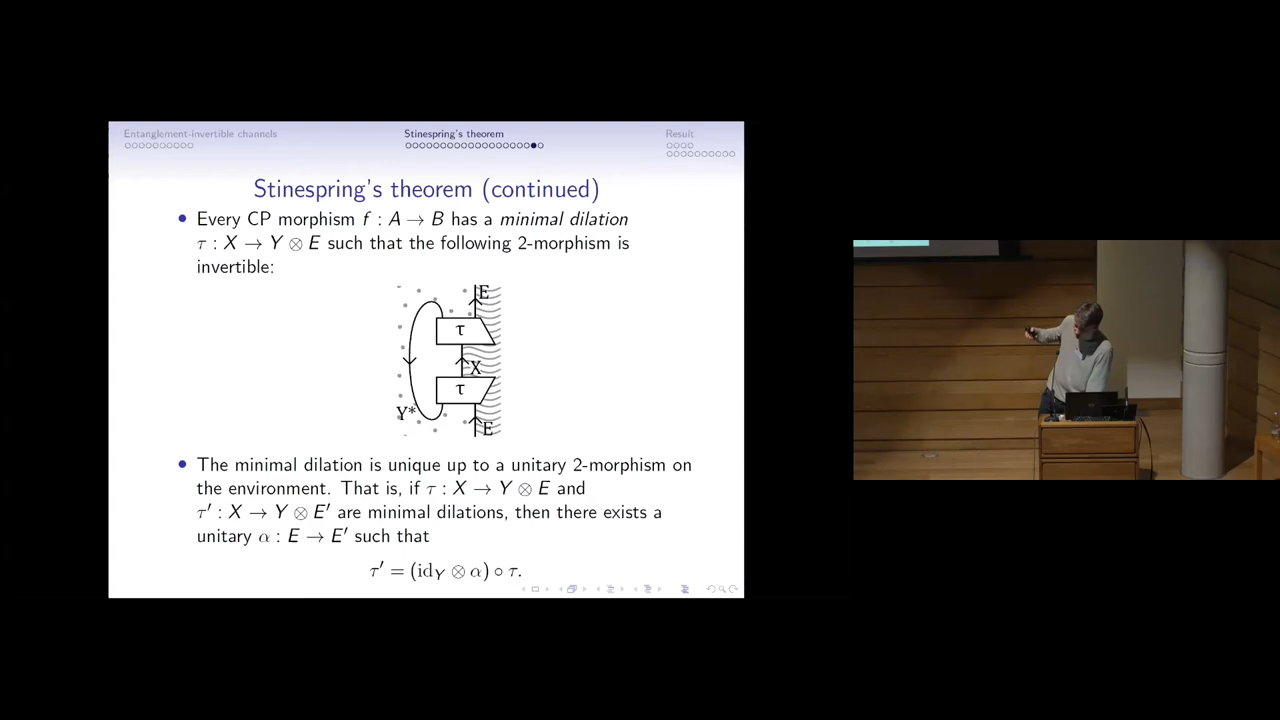 Entanglement-invertible channels
Stinespring's theorem
Result
Stinespring's theorem (continued)
Every CP morphism f : A → B has a minimal dilation
τ : X → Y ⊗ E such that the following 2-morphism is
invertible:
E
τ
X
τ
Y*
E
The minimal dilation is unique up to a unitary 2-morphism on
the environment. That is, if τ : X → Y ⊗ E and
τ′ : X → Y ⊗ E′ are minimal dilations, then there exists a
unitary α : E → E′ such that
τ′ = (id_Y ⊗ α) ∘ τ.